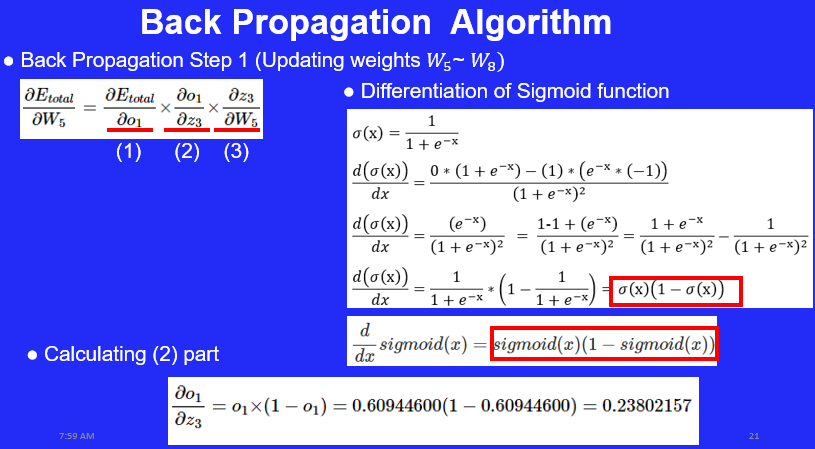 Back Propagation Algorithm
● Back Propagation Step 1 (Updating weights W₅~ W₈)
∂E_total/∂W₅ = ∂E_total/∂o₁ × ∂o₁/∂z₃ × ∂z₃/∂W₅
(1) (2) (3)
● Differentiation of Sigmoid function
σ(x) = 1/(1 + e^−x)
d(σ(x))/dx = (0 ∗ (1 + e^−x) − (1) ∗ (e^−x ∗ (−1)))/(1 + e^−x)²
d(σ(x))/dx = (e^−x)/(1 + e^−x)² = (1-1 + (e^−x))/(1 + e^−x)² = (1 + e^−x)/(1 + e^−x)² − 1/(1 + e^−x)²
d(σ(x))/dx = 1/(1 + e^−x) ∗ (1 − 1/(1 + e^−x)) = σ(x)(1 − σ(x))
d/dx sigmoid(x) = sigmoid(x)(1 − sigmoid(x))
● Calculating (2) part
∂o₁/∂z₃ = o₁×(1 − o₁) = 0.60944600(1 − 0.60944600) = 0.23802157
7:59 AM
21